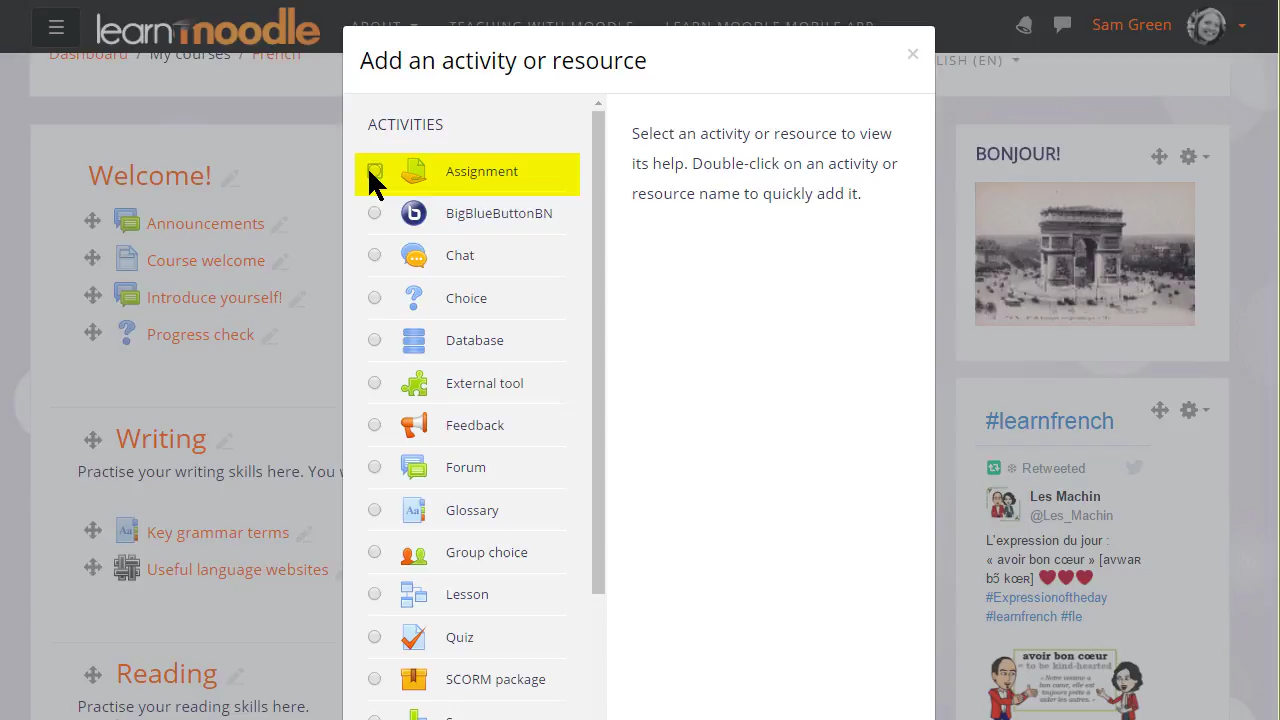 learn moodle
ABOUT
TEACHING WITH MOODLE
LEARN MOODLE MOBILE APP
Sam Green
Dashboard / My courses / French
LISH (EN)
Add an activity or resource
×
ACTIVITIES
Assignment
BigBlueButtonBN
Chat
Choice
Database
External tool
Feedback
Forum
Glossary
Group choice
Lesson
Quiz
SCORM package
Select an activity or resource to view
its help. Double-click on an activity or
resource name to quickly add it.
Welcome!
Announcements
Course welcome
Introduce yourself!
Progress check
Writing
Practise your writing skills here. You
Key grammar terms
Useful language websites
Reading
Practise your reading skills here.
BONJOUR!
#learnfrench
Retweeted
Les Machin
@Les_Machin
L'expression du jour :
« avoir bon cœur » [avwaʀ
bɔ̃ kœʀ] ❤❤❤
#Expressionoftheday
#learnfrench #fle
avoir bon cœur
to be kind-hearted